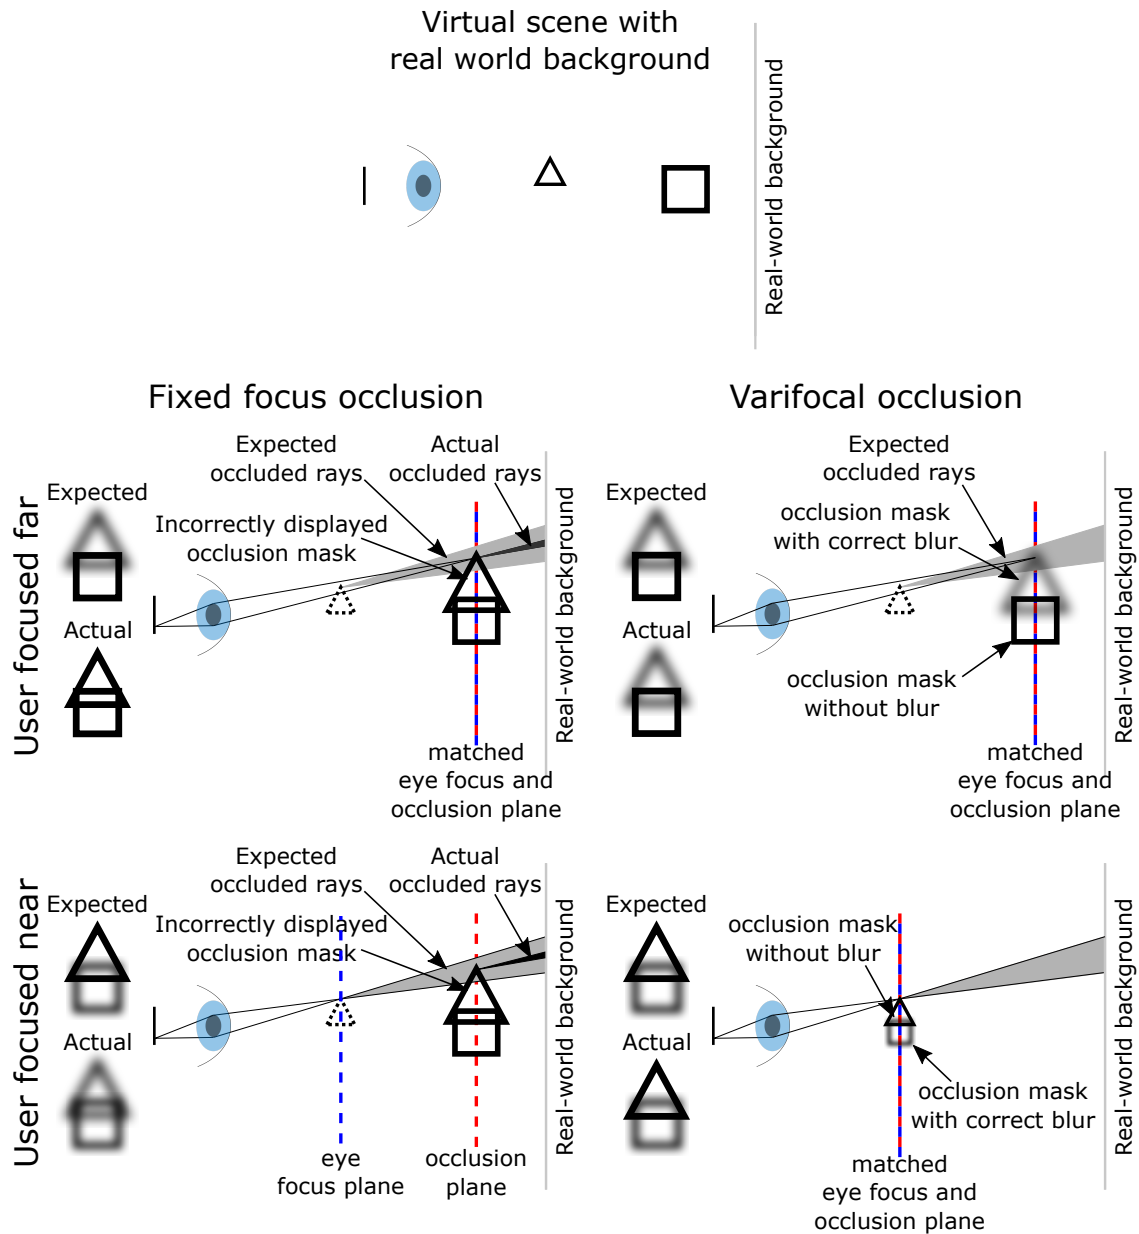 Virtual scene with
real world background
Real-world background
Fixed focus occlusion
Varifocal occlusion
User focused far
Expected
Actual
Expected
occluded rays
Actual
occluded rays
Incorrectly displayed
occlusion mask
Real-world background
matched
eye focus and
occlusion plane
Expected
Actual
Expected
occluded rays
occlusion mask
with correct blur
occlusion mask
without blur
Real-world background
matched
eye focus and
occlusion plane
User focused near
Expected
Actual
Expected
occluded rays
Actual
occluded rays
Incorrectly displayed
occlusion mask
Real-world background
eye
focus plane
occlusion
plane
Expected
Actual
occlusion mask
without blur
occlusion mask
with correct blur
Real-world background
matched
eye focus and
occlusion plane